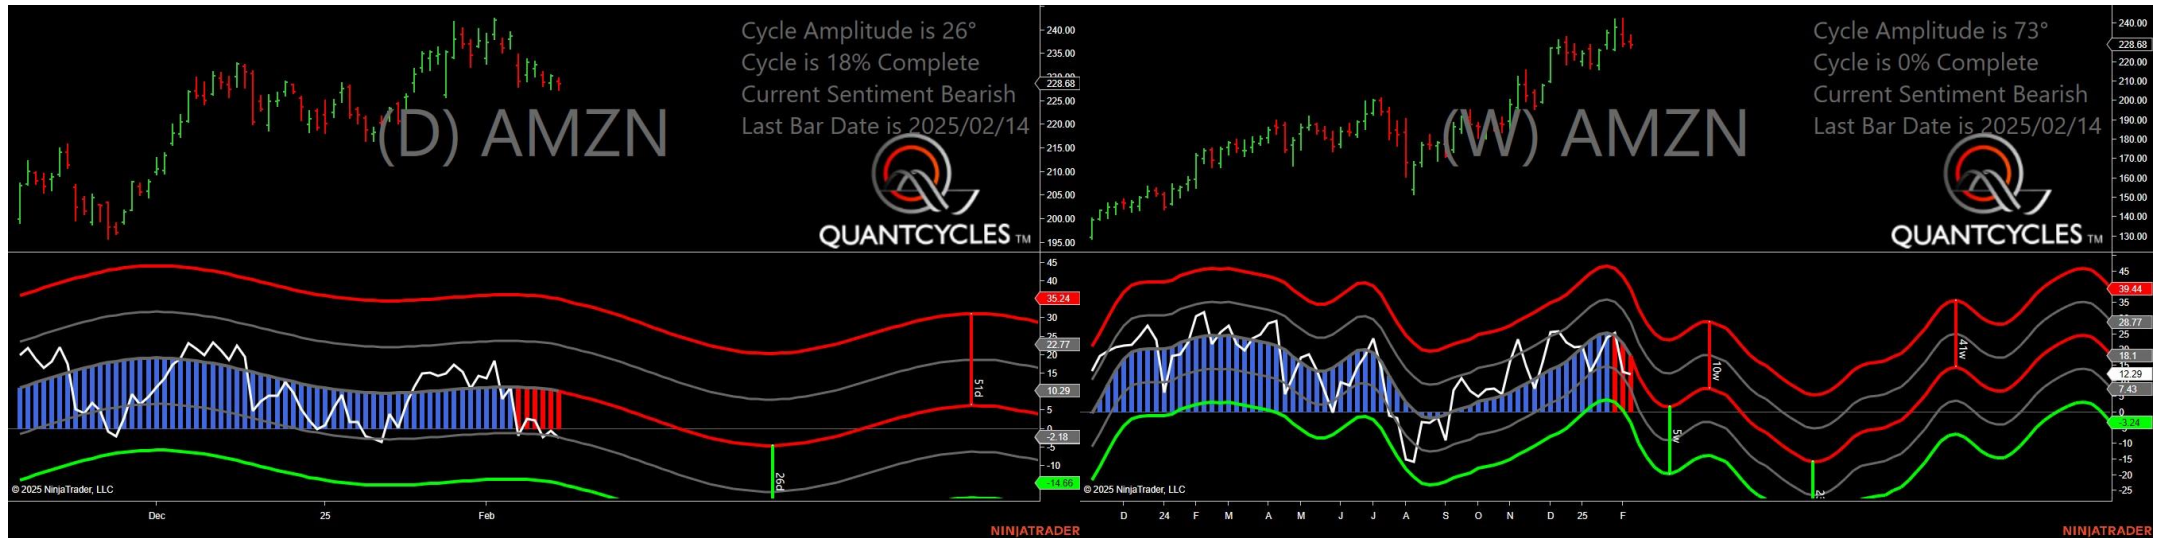 Cycle Amplitude is 26°
Cycle is 18% Complete
Current Sentiment Bearish
Last Bar Date is 2025/02/14
(D) AMZN
QUANTCYCLES TM
240.00
235.00
230.00
228.68
225.00
220.00
215.00
210.00
205.00
200.00
195.00
45
40
35.24
30
22.77
20
15
10.29
5
0
-2.18
-5
-10
-14.66
51d
26d
© 2025 NinjaTrader, LLC
Dec
25
Feb
NINJATRADER
Cycle Amplitude is 73°
Cycle is 0% Complete
Current Sentiment Bearish
Last Bar Date is 2025/02/14
(W) AMZN
QUANTCYCLES TM
240.00
228.68
220.00
210.00
200.00
190.00
180.00
170.00
160.00
150.00
140.00
130.00
45
39.44
35
28.77
25
18.1
12.29
7.43
0
-3.24
-10
-15
-20
-25
10w
5w
41w
© 2025 NinjaTrader, LLC
D
24
F
M
A
M
J
J
A
S
O
N
D
25
F
NINJATRADER